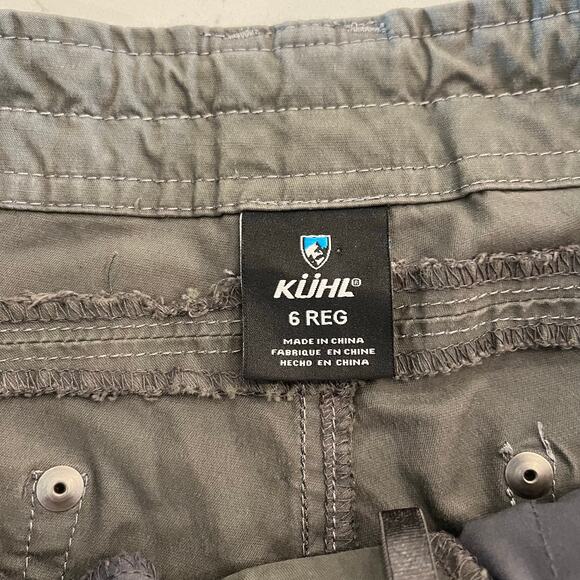 KÜHL®
6 REG
MADE IN CHINA
FABRIQUE EN CHINE
HECHO EN CHINA